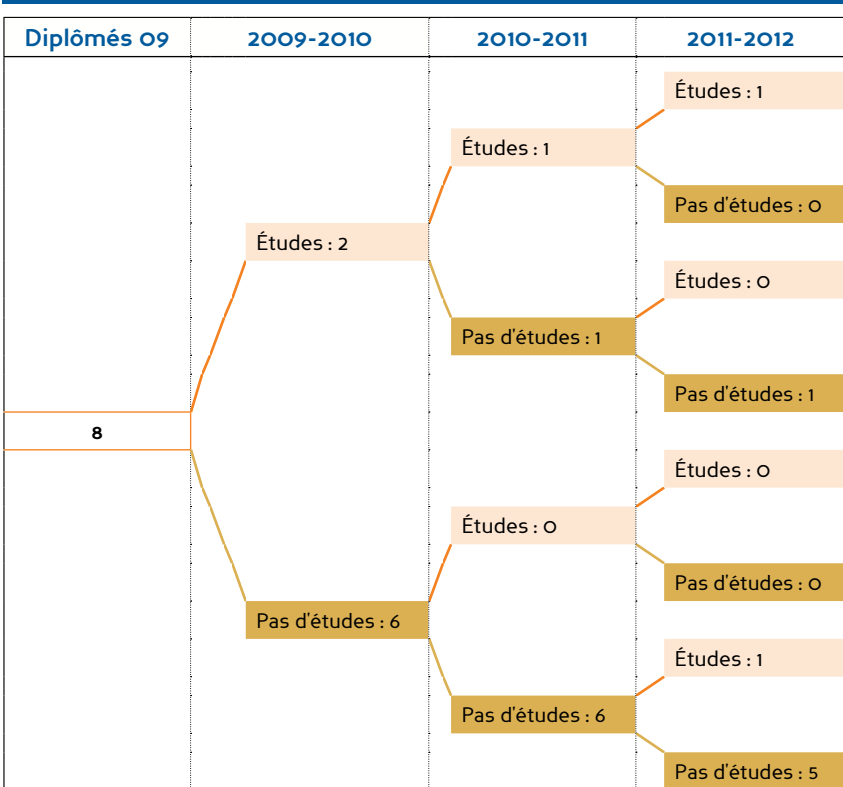 Diplômés 09 2009-2010 2010-2011 2011-2012
Études : 1
Études : 1
Pas d'études : 0
Études : 2
Études : 0
Pas d'études : 1
Pas d'études : 1
8
Études : 0
Études : 0
Pas d'études : 0
Pas d'études : 6
Études : 1
Pas d'études : 6
Pas d'études : 5